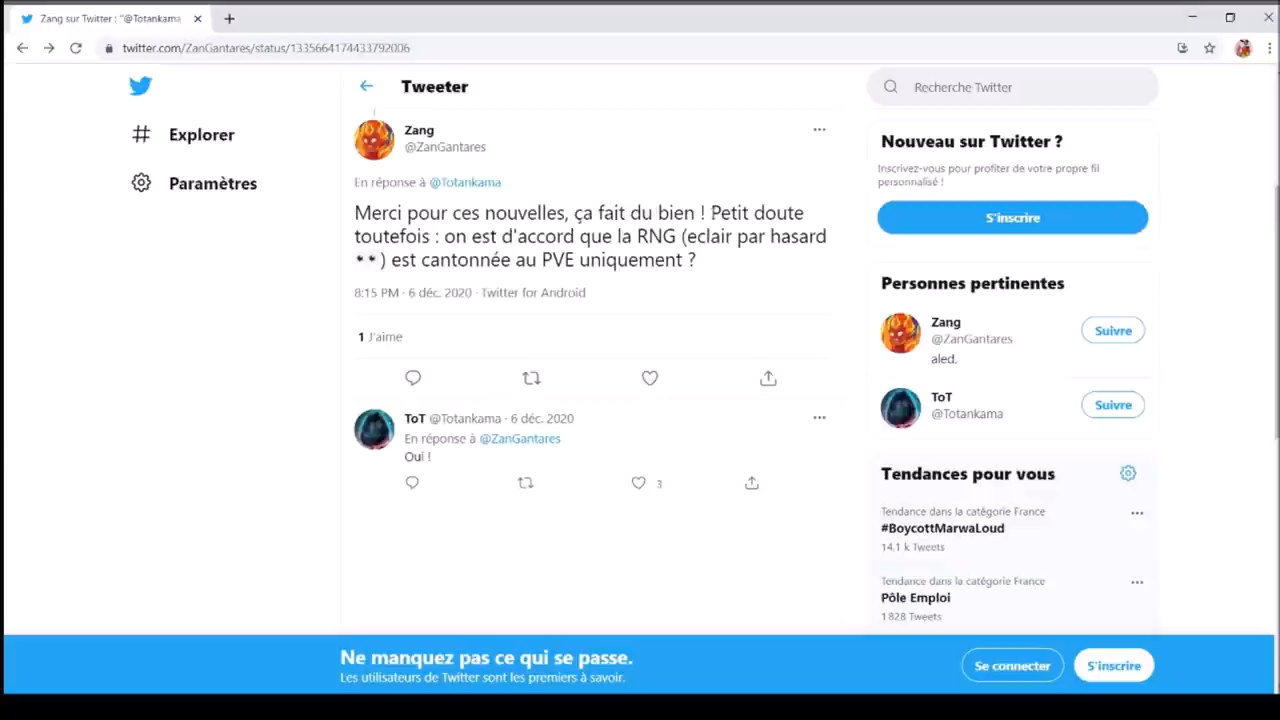 Zang sur Twitter : "@Totankama
twitter.com/ZanGantares/status/1335664174433792006
Explorer
Paramètres
Tweeter
Zang
@ZanGantares
En réponse à @Totankama
Merci pour ces nouvelles, ça fait du bien ! Petit doute
toutefois : on est d'accord que la RNG (eclair par hasard
👀) est cantonnée au PVE uniquement ?
8:15 PM · 6 déc. 2020 · Twitter for Android
1 J'aime
ToT @Totankama · 6 déc. 2020
En réponse à @ZanGantares
Oui !
3
Recherche Twitter
Nouveau sur Twitter ?
Inscrivez-vous pour profiter de votre propre fil
personnalisé !
S'inscrire
Personnes pertinentes
Zang
@ZanGantares
Suivre
aled.
ToT
@Totankama
Suivre
Tendances pour vous
Tendance dans la catégorie France
#BoycottMarwaLoud
14.1 k Tweets
Tendance dans la catégorie France
Pôle Emploi
1 828 Tweets
Ne manquez pas ce qui se passe.
Les utilisateurs de Twitter sont les premiers à savoir.
Se connecter
S'inscrire